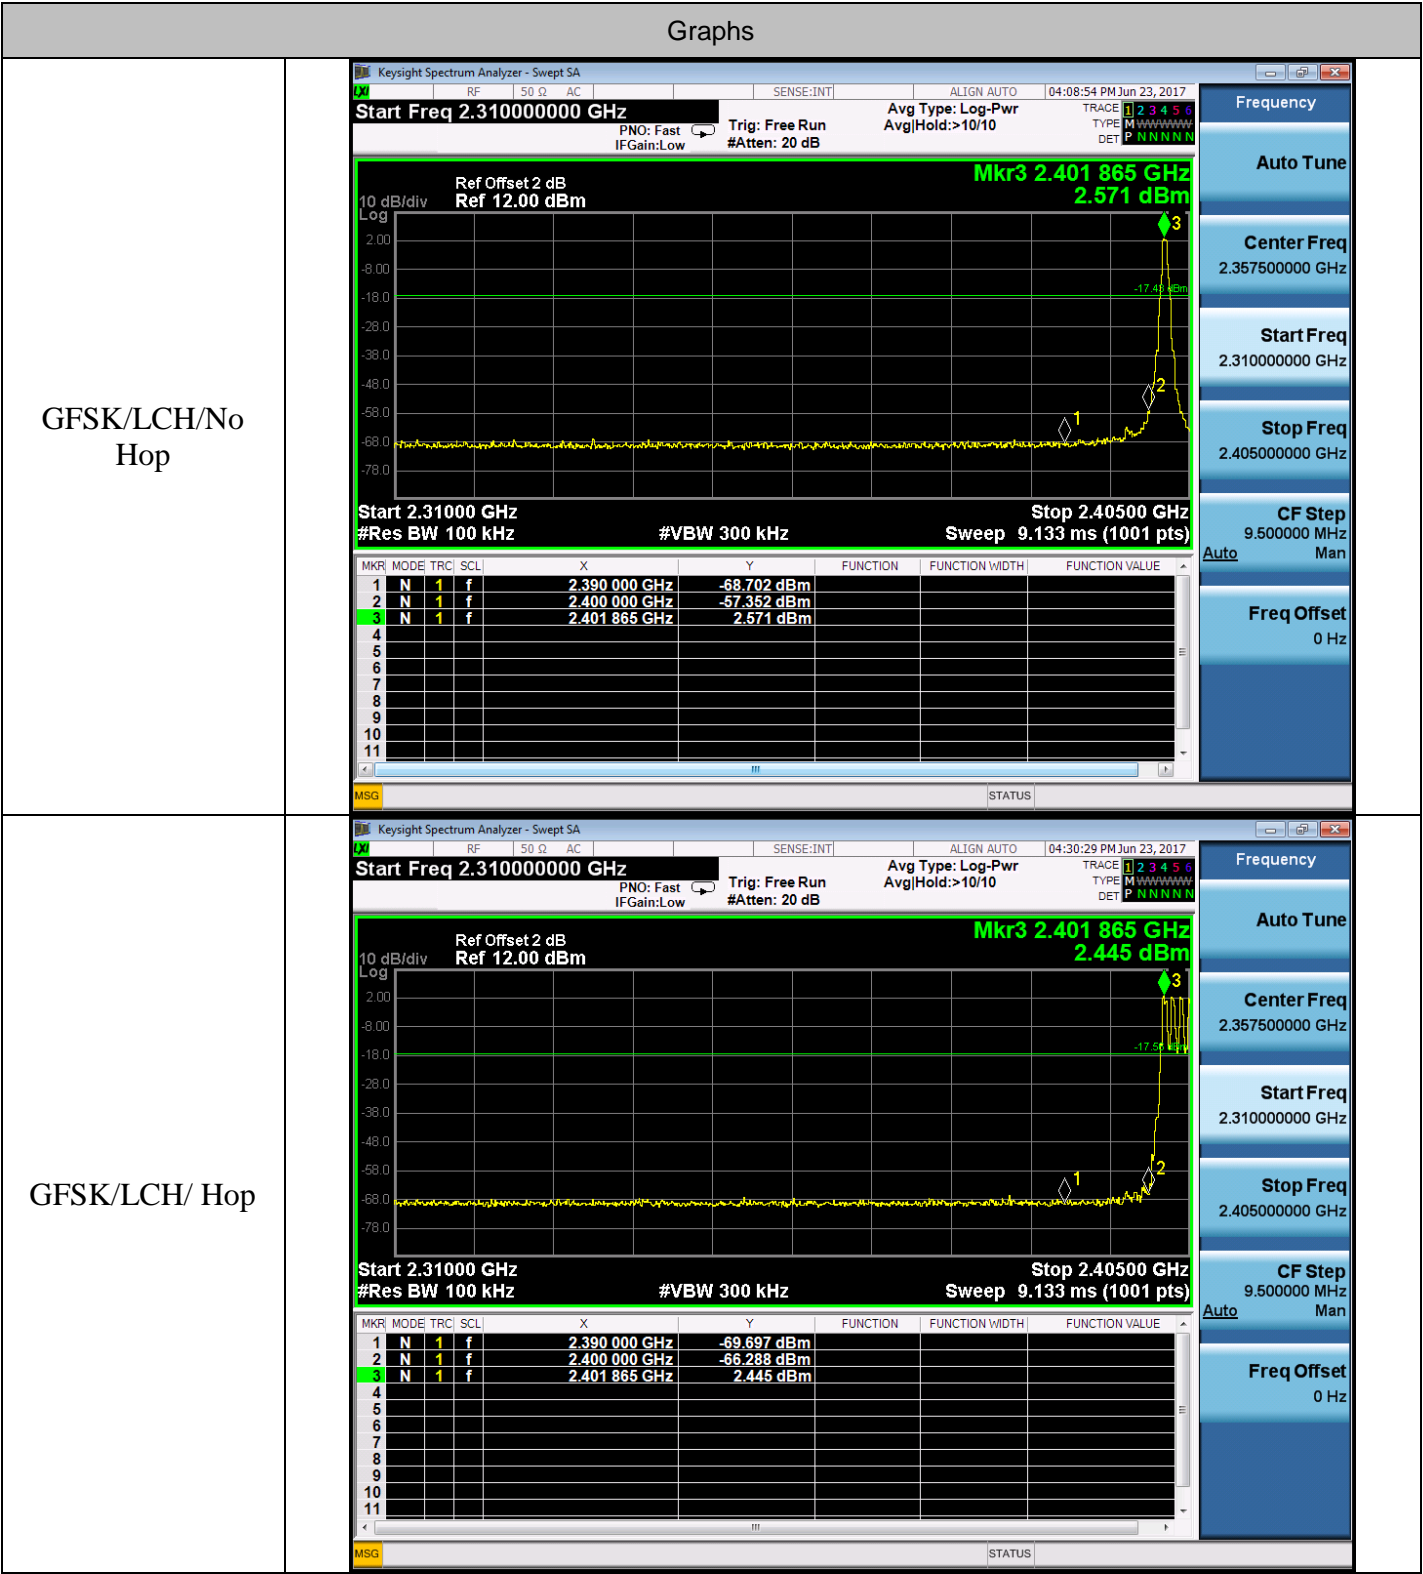 Graphs
GFSK/LCH/No
Hop
Keysight Spectrum Analyzer - Swept SA
LXI RF 50 Ω AC SENSE:INT ALIGN AUTO 04:08:54 PM Jun 23, 2017
Start Freq 2.310000000 GHz
PNO: Fast
IFGain:Low
Trig: Free Run
#Atten: 20 dB
Avg Type: Log-Pwr
Avg|Hold:>10/10
TRACE 1 2 3 4 5 6
TYPE M WWWWW
DET P N N N N N
Ref Offset 2 dB
10 dB/div Ref 12.00 dBm
Log
Mkr3 2.401 865 GHz
2.571 dBm
3
2.00
-8.00
-17.43 dBm
-18.0
-28.0
-38.0
-48.0
2
-58.0
1
-68.0
-78.0
Start 2.31000 GHz Stop 2.40500 GHz
#Res BW 100 kHz #VBW 300 kHz Sweep 9.133 ms (1001 pts)
MKR MODE TRC SCL X Y FUNCTION FUNCTION WIDTH FUNCTION VALUE
1 N 1 f 2.390 000 GHz -68.702 dBm
2 N 1 f 2.400 000 GHz -57.352 dBm
3 N 1 f 2.401 865 GHz 2.571 dBm
4
5
6
7
8
9
10
11
MSG STATUS
Frequency
Auto Tune
Center Freq
2.357500000 GHz
Start Freq
2.310000000 GHz
Stop Freq
2.405000000 GHz
CF Step
9.500000 MHz
Auto Man
Freq Offset
0 Hz
GFSK/LCH/ Hop
Keysight Spectrum Analyzer - Swept SA
LXI RF 50 Ω AC SENSE:INT ALIGN AUTO 04:30:29 PM Jun 23, 2017
Start Freq 2.310000000 GHz
PNO: Fast
IFGain:Low
Trig: Free Run
#Atten: 20 dB
Avg Type: Log-Pwr
Avg|Hold:>10/10
TRACE 1 2 3 4 5 6
TYPE M WWWWW
DET P N N N N N
Ref Offset 2 dB
10 dB/div Ref 12.00 dBm
Log
Mkr3 2.401 865 GHz
2.445 dBm
3
2.00
-8.00
-18.0
-28.0
-38.0
-48.0
-58.0
2
1
-68.0
-78.0
Start 2.31000 GHz Stop 2.40500 GHz
#Res BW 100 kHz #VBW 300 kHz Sweep 9.133 ms (1001 pts)
MKR MODE TRC SCL X Y FUNCTION FUNCTION WIDTH FUNCTION VALUE
1 N 1 f 2.390 000 GHz -69.697 dBm
2 N 1 f 2.400 000 GHz -66.288 dBm
3 N 1 f 2.401 865 GHz 2.445 dBm
4
5
6
7
8
9
10
11
MSG STATUS
Frequency
Auto Tune
Center Freq
2.357500000 GHz
Start Freq
2.310000000 GHz
Stop Freq
2.405000000 GHz
CF Step
9.500000 MHz
Auto Man
Freq Offset
0 Hz